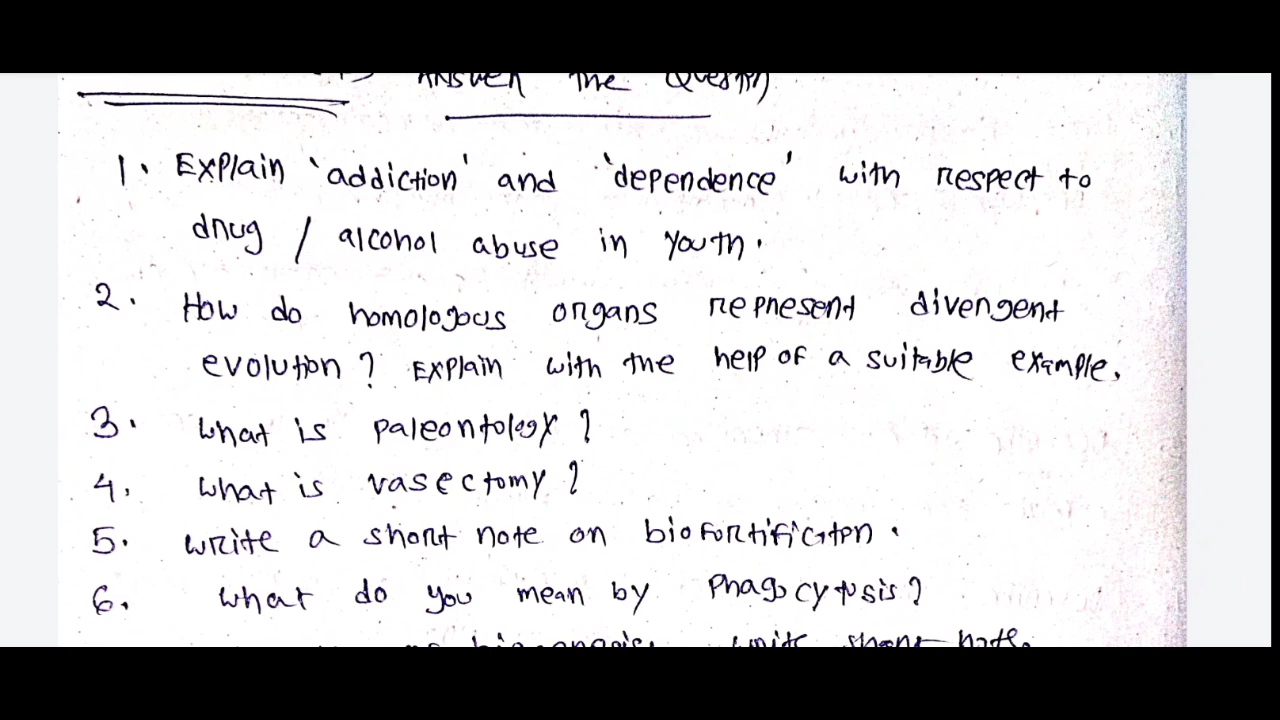 Answer The Question
1. Explain 'addiction' and 'dependence' with respect to
drug / alcohol abuse in youth.
2. How do homologous organs represent divergent
evolution ? Explain with the help of a suitable example.
3. What is paleontology ?
4. What is vasectomy ?
5. Write a short note on biofortification.
6. What do you mean by Phagocytosis ?
short note.